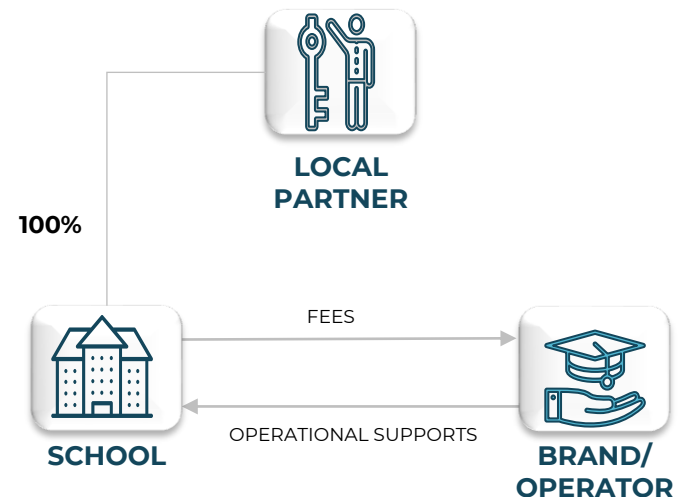 LOCAL
PARTNER
100%
FEES
OPERATIONAL SUPPORTS
SCHOOL
BRAND/
OPERATOR